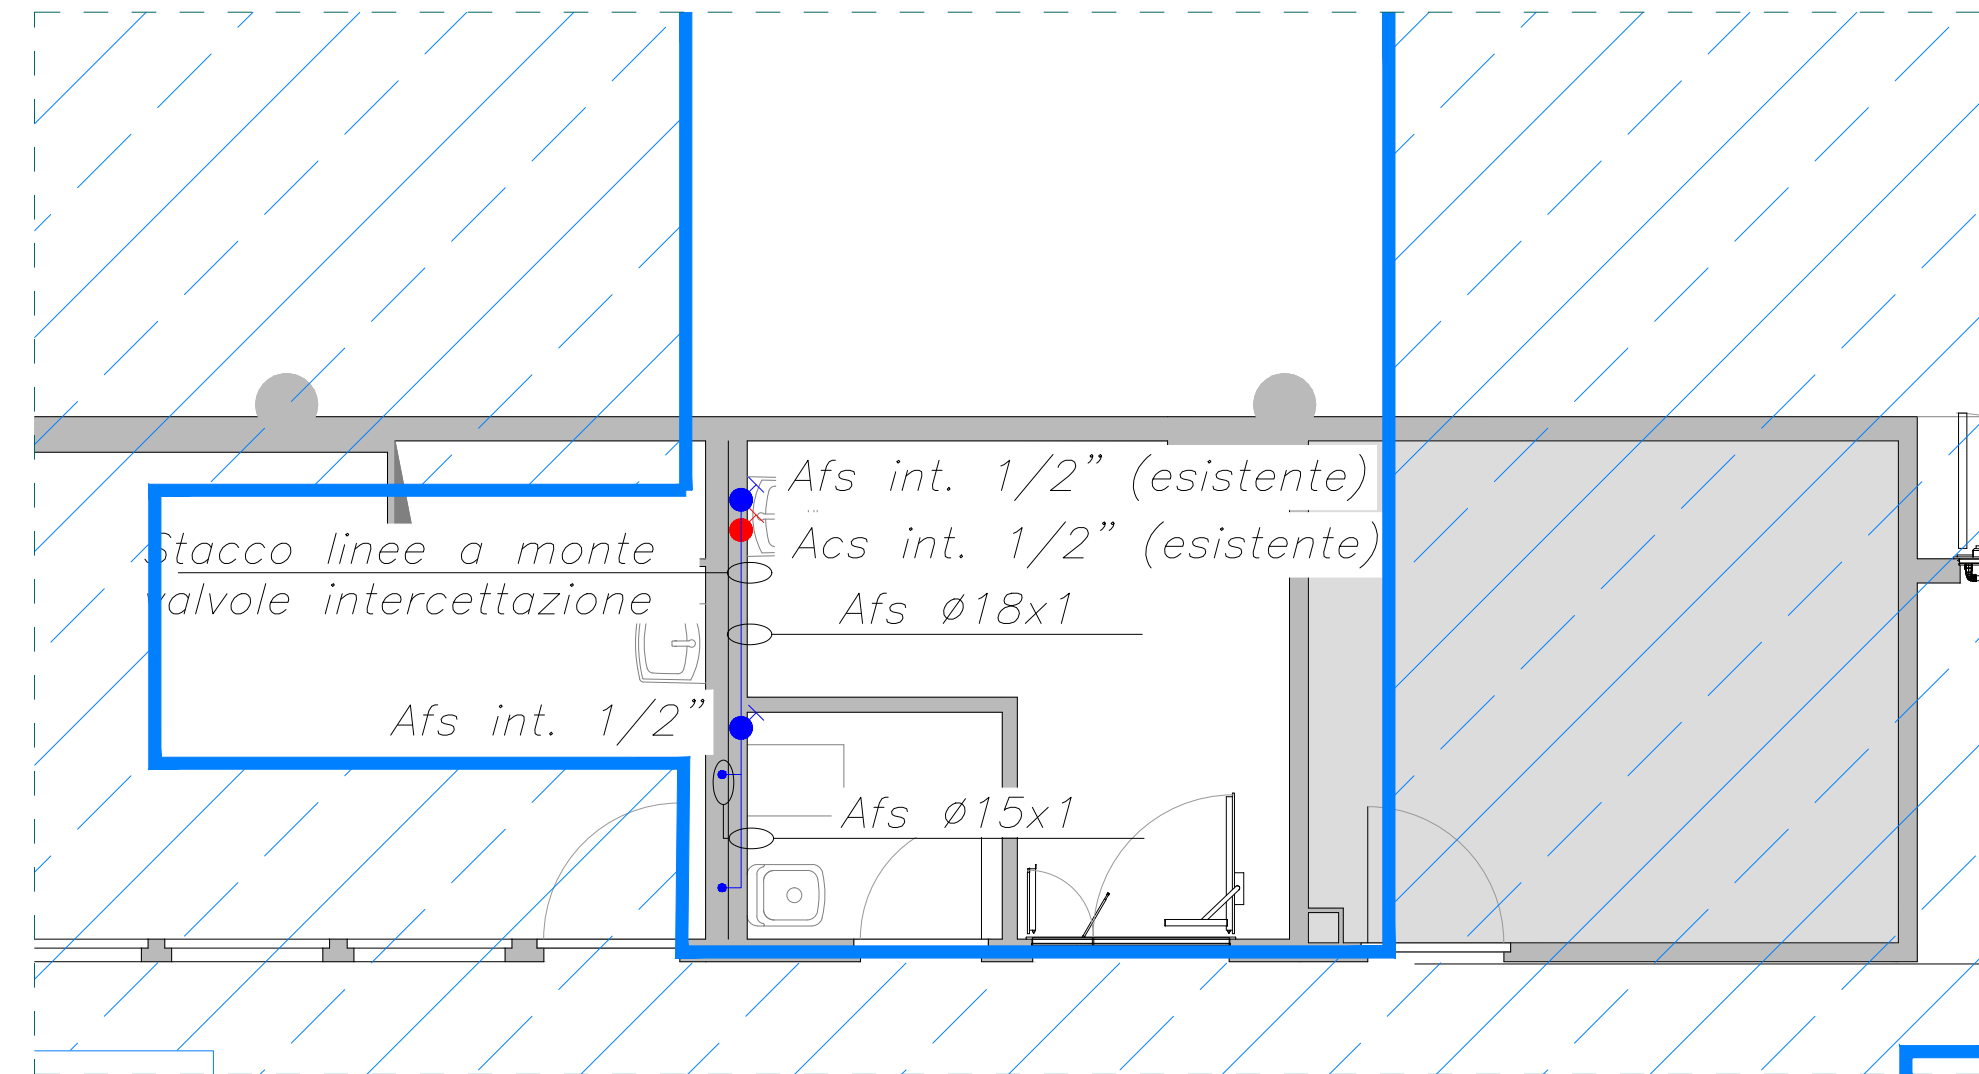 Afs int. 1/2” (esistente)
Acs int. 1/2” (esistente)
Stacco linee a monte
valvole intercettazione
Afs ø18x1
Afs int. 1/2”
Afs ø15x1